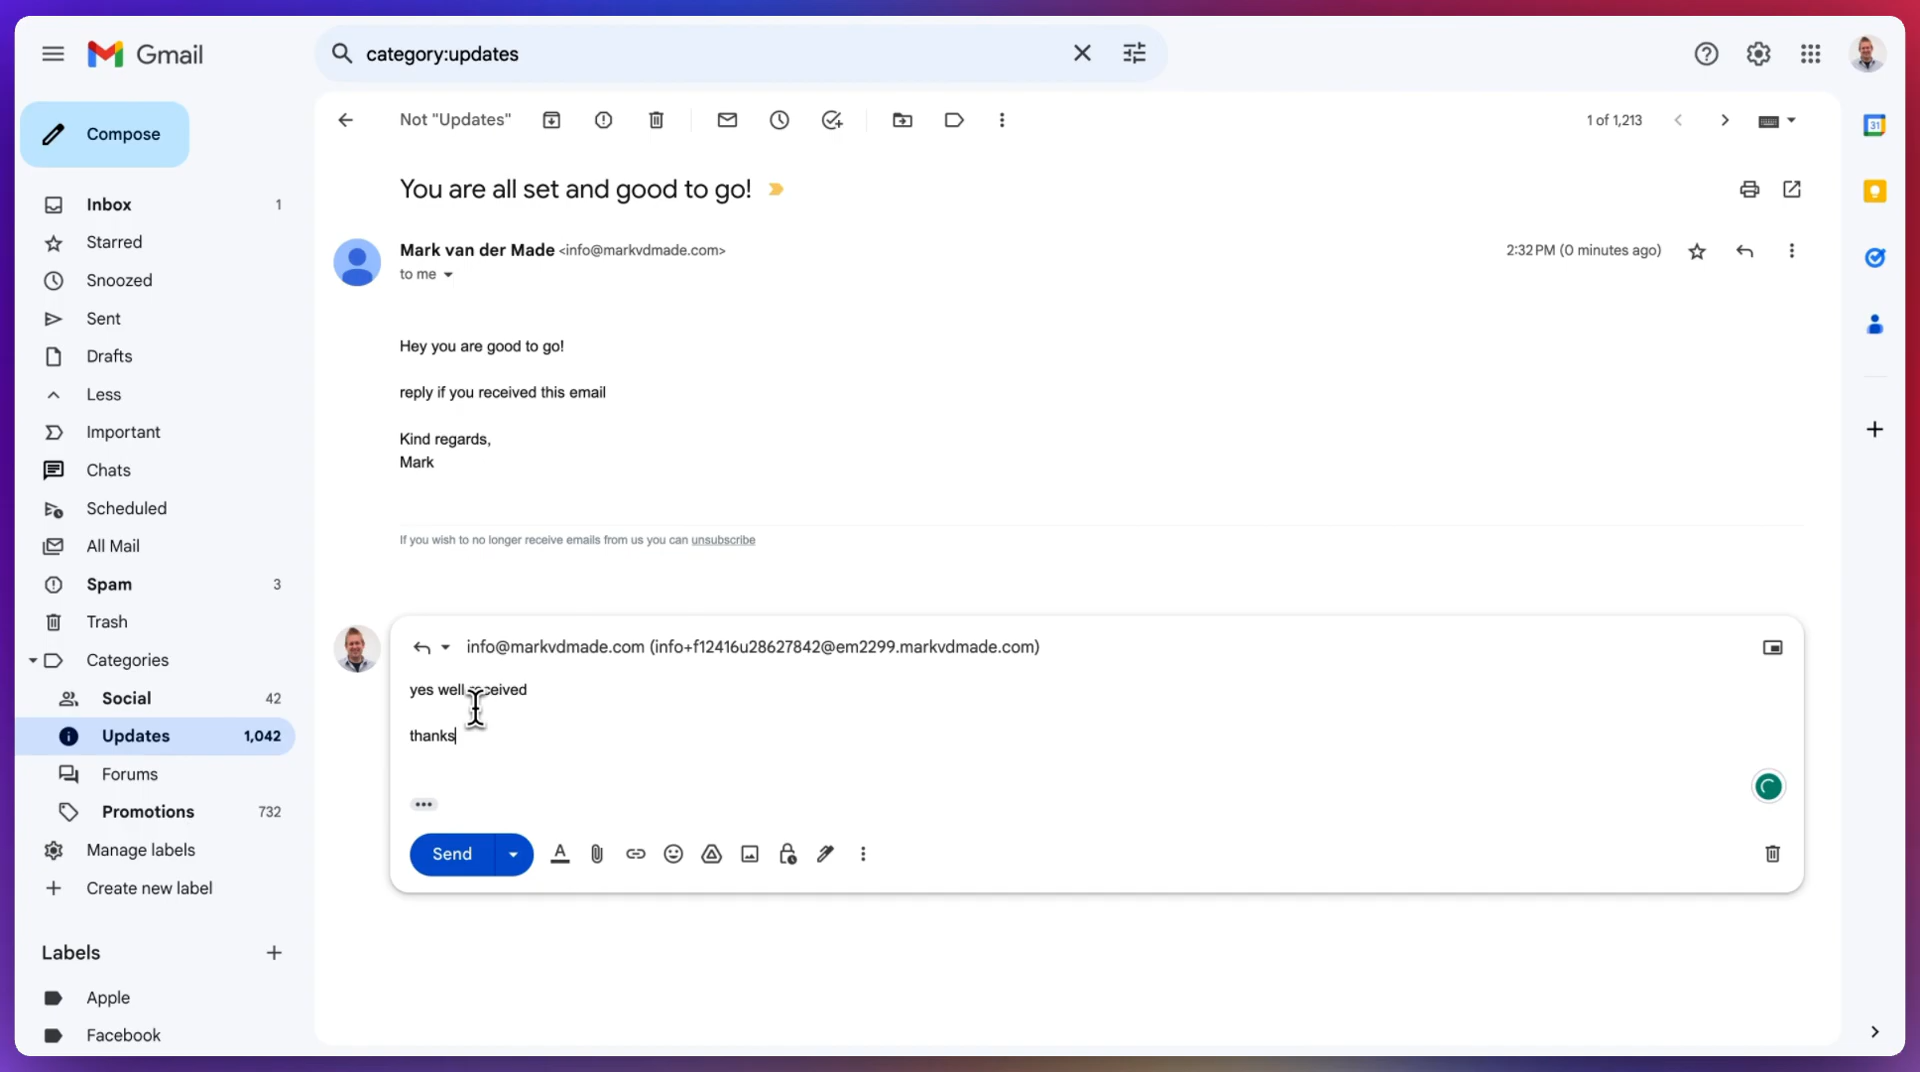 Gmail
category:updates
Compose
Not "Updates"
1 of 1,213
31
Inbox 1
Starred
Snoozed
Sent
Drafts
Less
Important
Chats
Scheduled
All Mail
Spam 3
Trash
Categories
Social 42
Updates 1,042
Forums
Promotions 732
Manage labels
Create new label
Labels
Apple
Facebook
You are all set and good to go!
Mark van der Made <info@markvdmade.com>
2:32 PM (0 minutes ago)
to me
Hey you are good to go!
reply if you received this email
Kind regards,
Mark
If you wish to no longer receive emails from us you can unsubscribe
info@markvdmade.com (info+f12416u28627842@em2299.markvdmade.com)
yes well received
thanks
Send